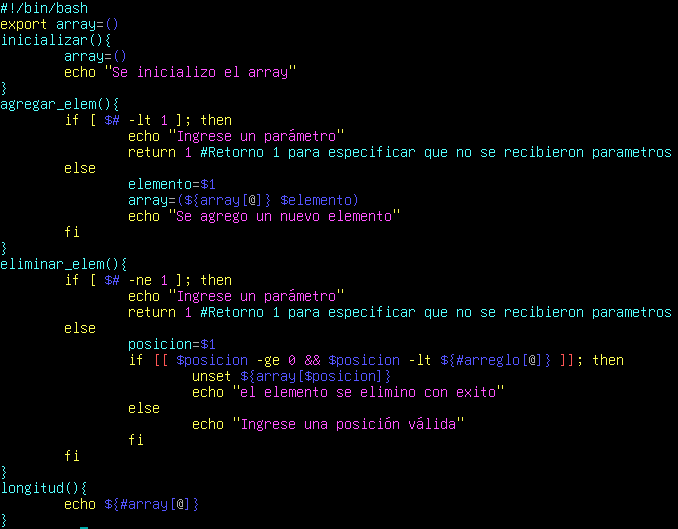 #!/bin/bash
export array=()
inicializar(){
        array=()
        echo "Se inicializo el array"
}
agregar_elem(){
        if [ $# -lt 1 ]; then
                echo "Ingrese un parámetro"
                return 1 #Retorno 1 para especificar que no se recibieron parametros
        else
                elemento=$1
                array=(${array[@]} $elemento)
                echo "Se agrego un nuevo elemento"
        fi
}
eliminar_elem(){
        if [ $# -ne 1 ]; then
                echo "Ingrese un parámetro"
                return 1 #Retorno 1 para especificar que no se recibieron parametros
        else
                posicion=$1
                if [[ $posicion -ge 0 && $posicion -lt ${#arreglo[@]} ]]; then
                        unset ${array[$posicion]}
                        echo "el elemento se elimino con exito"
                else
                        echo "Ingrese una posición válida"
                fi
        fi
}
longitud(){
        echo ${#array[@]}
}